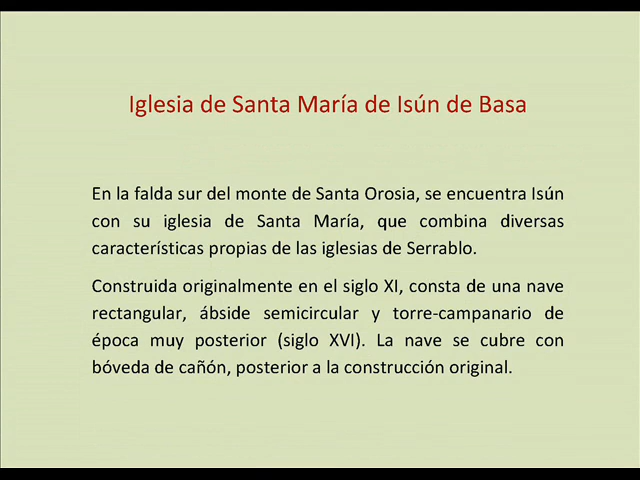 Iglesia de Santa María de Isún de Basa
En la falda sur del monte de Santa Orosia, se encuentra Isún
con su iglesia de Santa María, que combina diversas
características propias de las iglesias de Serrablo.
Construida originalmente en el siglo XI, consta de una nave
rectangular, ábside semicircular y torre-campanario de
época muy posterior (siglo XVI). La nave se cubre con
bóveda de cañón, posterior a la construcción original.